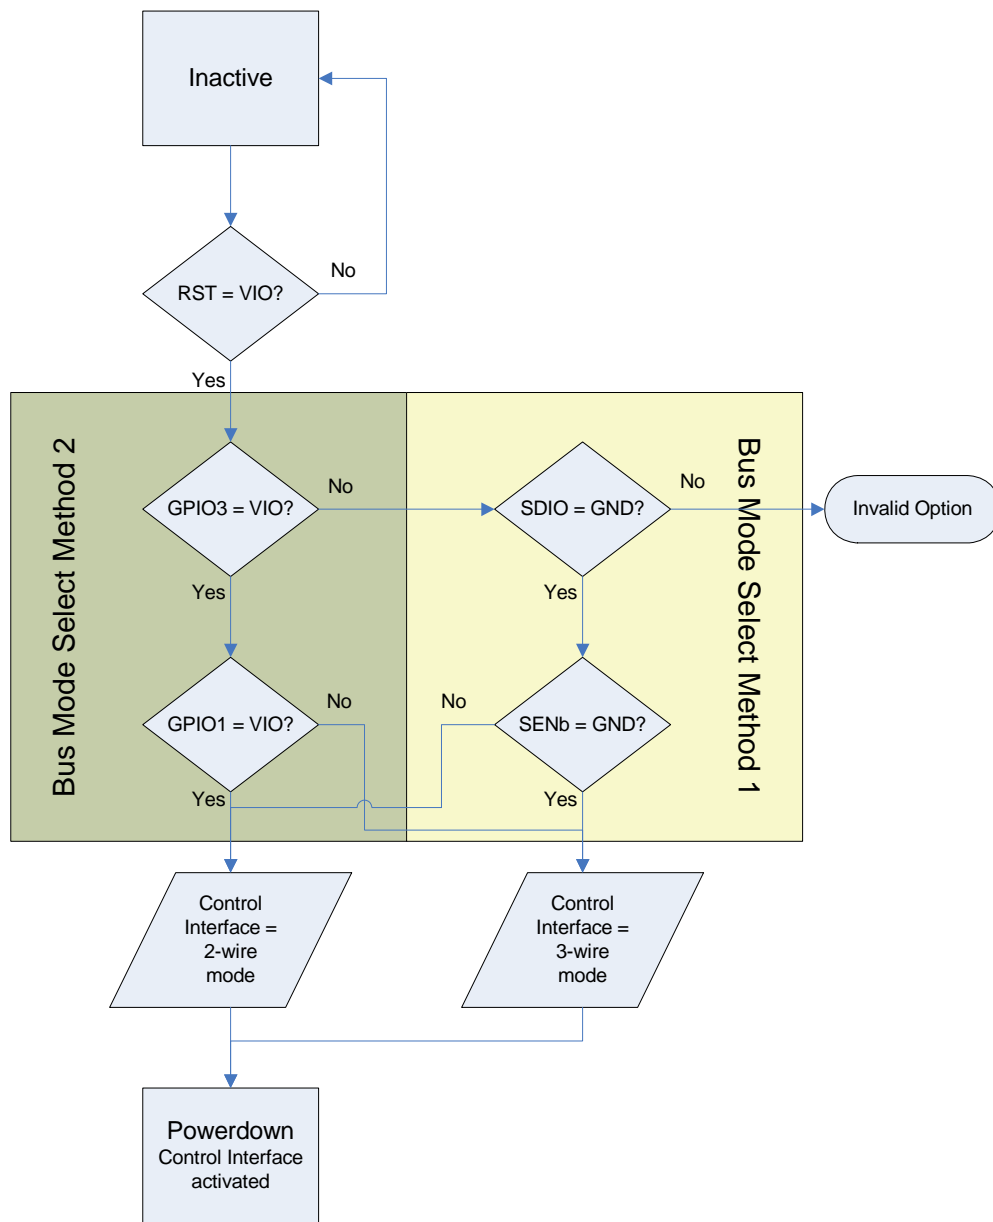 Inactive
RST = VIO?
No
Yes
Bus Mode Select Method 2
GPIO3 = VIO?
No
Yes
GPIO1 = VIO?
No
Yes
Bus Mode Select Method 1
SDIO = GND?
No
Yes
SENb = GND?
No
Yes
Invalid Option
Control
Interface =
2-wire
mode
Control
Interface =
3-wire
mode
Powerdown
Control Interface
activated